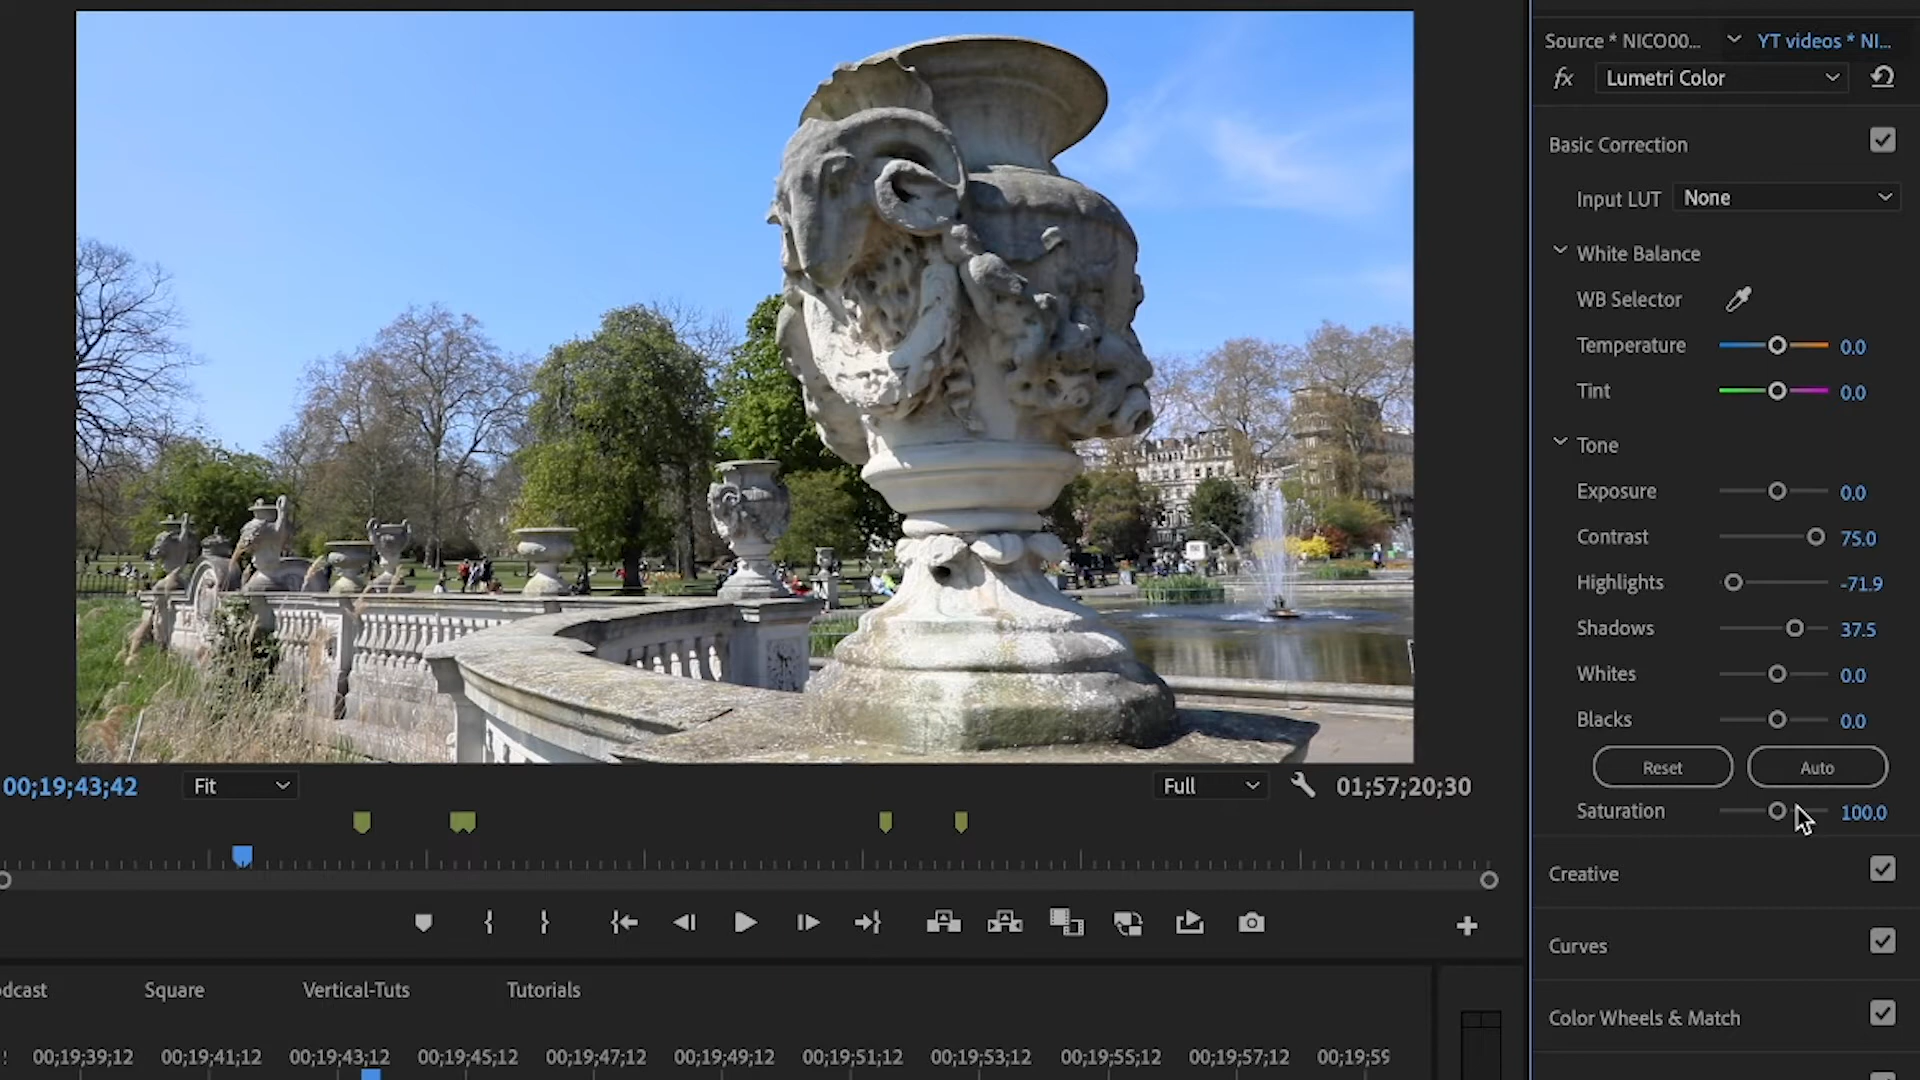 Source * NICO00...
YT videos * NI...
fx
Lumetri Color
Basic Correction
Input LUT
None
White Balance
WB Selector
Temperature
0.0
Tint
0.0
Tone
Exposure
0.0
Contrast
75.0
Highlights
-71.9
Shadows
37.5
Whites
0.0
Blacks
0.0
Reset
Auto
Saturation
100.0
Creative
Curves
Color Wheels & Match
00;19;43;42
Fit
Full
01;57;20;30
dcast
Square
Vertical-Tuts
Tutorials
00;19;39;12
00;19;41;12
00;19;43;12
00;19;45;12
00;19;47;12
00;19;49;12
00;19;51;12
00;19;53;12
00;19;55;12
00;19;57;12
00;19;59